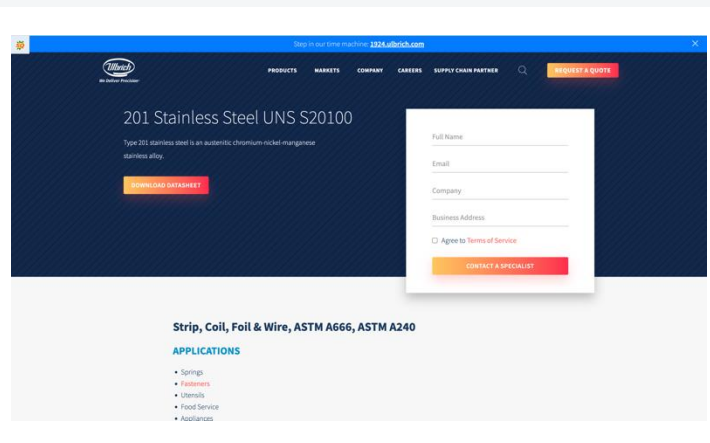 Step in our time machine: 1924.ulbrich.com
Ulbrich
We Deliver Precision
PRODUCTS MARKETS COMPANY CAREERS SUPPLY CHAIN PARTNER REQUEST A QUOTE
201 Stainless Steel UNS S20100
Type 201 stainless steel is an austenitic chromium-nickel-manganese
stainless alloy.
DOWNLOAD DATASHEET
Full Name
Email
Company
Business Address
Agree to Terms of Service
CONTACT A SPECIALIST
Strip, Coil, Foil & Wire, ASTM A666, ASTM A240
APPLICATIONS
• Springs
• Fasteners
• Utensils
• Food Service
• Appliances